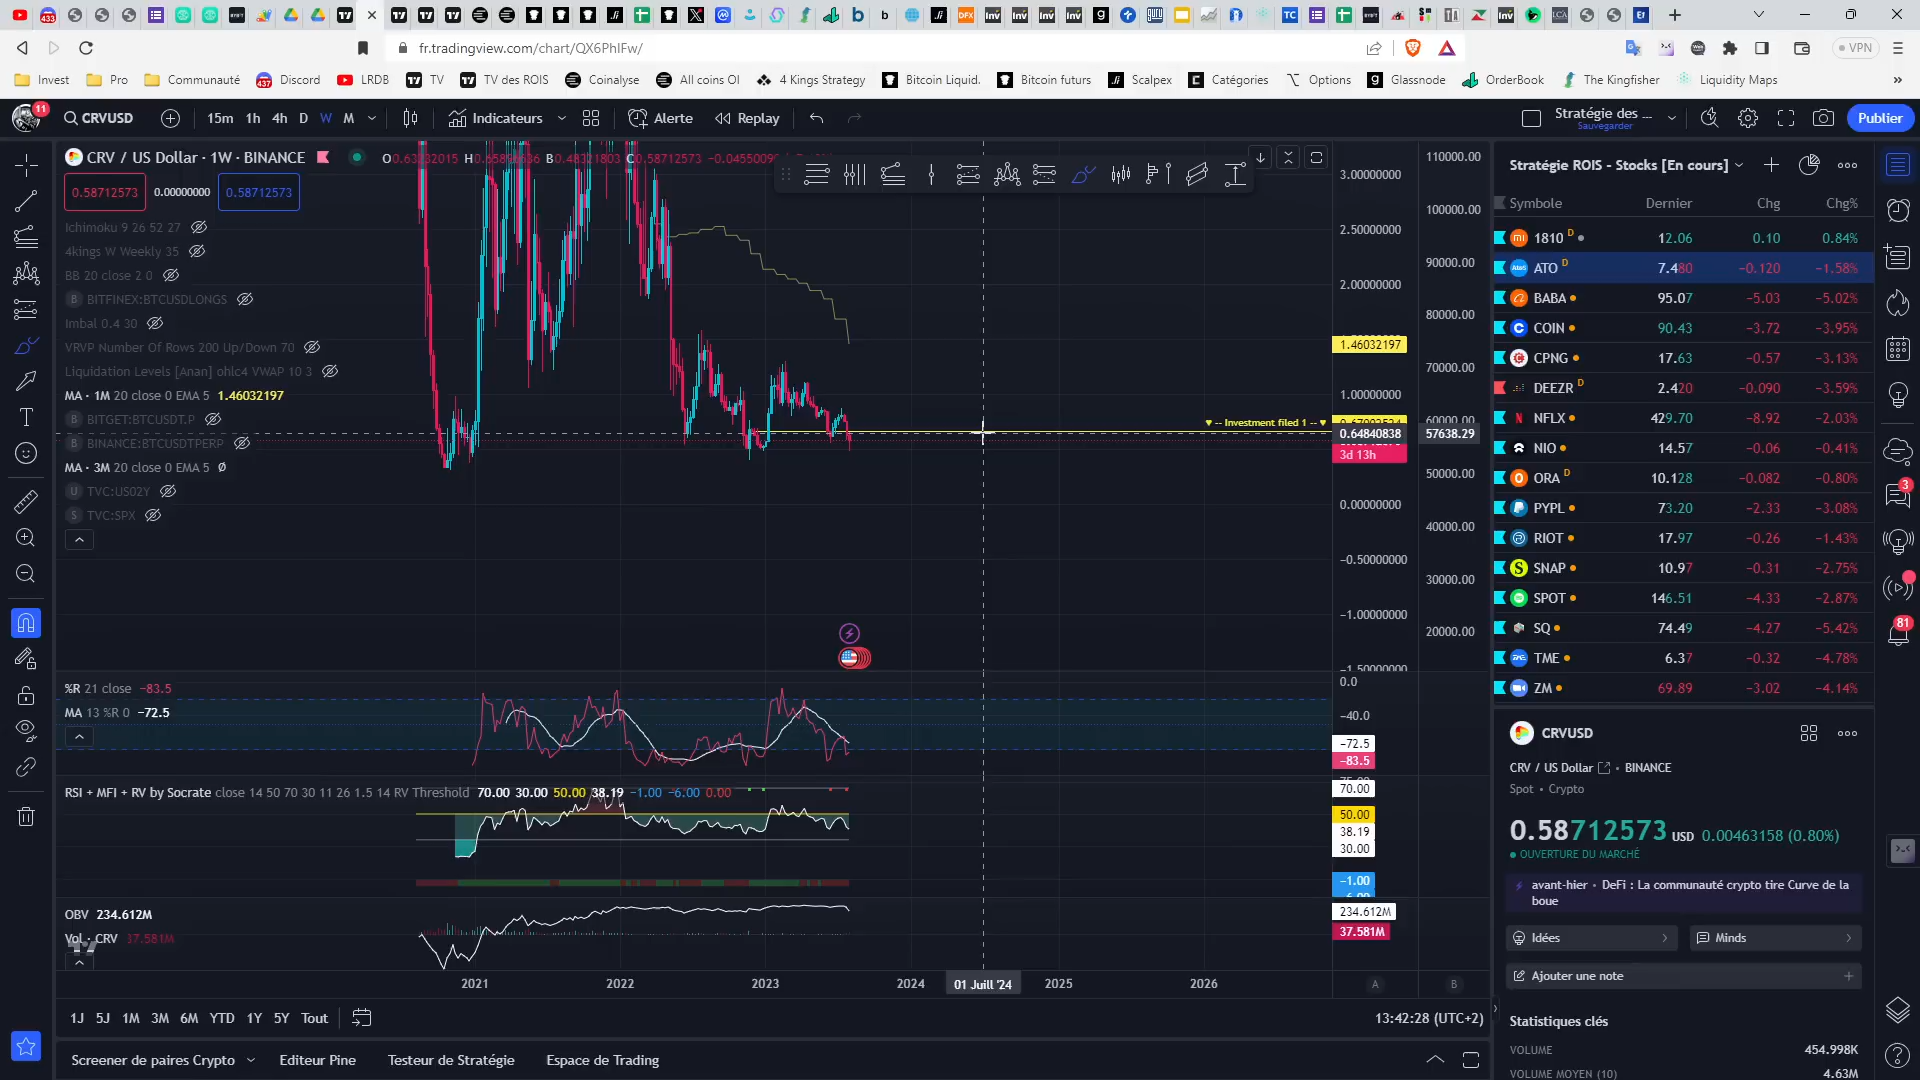 433
fr.tradingview.com/chart/QX6PhIFw/
VPN
Invest
Pro
Communauté
437 Discord
LRDB
TV
TV des ROIS
Coinalyse
All coins OI
4 Kings Strategy
Bitcoin Liquid.
Bitcoin futurs
Scalpex
Catégories
Options
Glassnode
OrderBook
The Kingfisher
Liquidity Maps
11
CRVUSD
15m 1h 4h D W M
Indicateurs
Alerte
Replay
Stratégie des ...
Sauvegarder
Publier
CRV / US Dollar · 1W · BINANCE
0.58712573 0.00000000 0.58712573
Ichimoku 9 26 52 27
4kings W Weekly 35
BB 20 close 2 0
B BITFINEX:BTCUSDLONGS
Imbal 0.4 30
VRVP Number Of Rows 200 Up/Down 70
Liquidation Levels [Anan] ohlc4 VWAP 10 3
MA · 1M 20 close 0 EMA 5 1.46032197
B BITGET:BTCUSDT.P
B BINANCE:BTCUSDTPERP
MA · 3M 20 close 0 EMA 5 Ø
U TVC:US02Y
S TVC:SPX
▼ -- Investment filed 1 -- ▼
3.00000000
2.50000000
2.00000000
1.46032197
1.00000000
0.64840838
3d 13h
0.00000000
−0.50000000
−1.00000000
−1.50000000
110000.00
100000.00
90000.00
80000.00
70000.00
60000.00
57638.29
50000.00
40000.00
30000.00
20000.00
%R 21 close −83.5
MA 13 %R 0 −72.5
0.0
−40.0
−72.5
−83.5
RSI + MFI + RV by Socrate close 14 50 70 30 11 26 1.5 14 RV Threshold 70.00 30.00 50.00 38.19 −1.00 −6.00 0.00
75.00
70.00
50.00
38.19
30.00
−1.00
OBV 234.612M
Vol · CRV 37.581M
234.612M
37.581M
2021 2022 2023 2024 01 Juill '24 2025 2026
A B
1J 5J 1M 3M 6M YTD 1Y 5Y Tout
13:42:28 (UTC+2)
Screener de paires Crypto
Editeur Pine
Testeur de Stratégie
Espace de Trading
Stratégie ROIS - Stocks [En cours]
Symbole Dernier Chg Chg%
1810 D 12.06 0.10 0.84%
ATO D 7.480 −0.120 −1.58%
BABA 95.07 −5.03 −5.02%
COIN 90.43 −3.72 −3.95%
CPNG 17.63 −0.57 −3.13%
DEEZR D 2.420 −0.090 −3.59%
NFLX 429.70 −8.92 −2.03%
NIO 14.57 −0.06 −0.41%
ORA D 10.128 −0.082 −0.80%
PYPL 73.20 −2.33 −3.08%
RIOT 17.97 −0.26 −1.43%
SNAP 10.97 −0.31 −2.75%
SPOT 146.51 −4.33 −2.87%
SQ 74.49 −4.27 −5.42%
TME 6.37 −0.32 −4.78%
ZM 69.89 −3.02 −4.14%
CRVUSD
CRV / US Dollar • BINANCE
Spot • Crypto
0.58712573 USD 0.00463158 (0.80%)
OUVERTURE DU MARCHÉ
avant-hier • DeFi : La communauté crypto tire Curve de la
boue
Idées
Minds
Ajouter une note
Statistiques clés
VOLUME 454.998K
VOLUME MOYEN (10) 4.63M
3
81